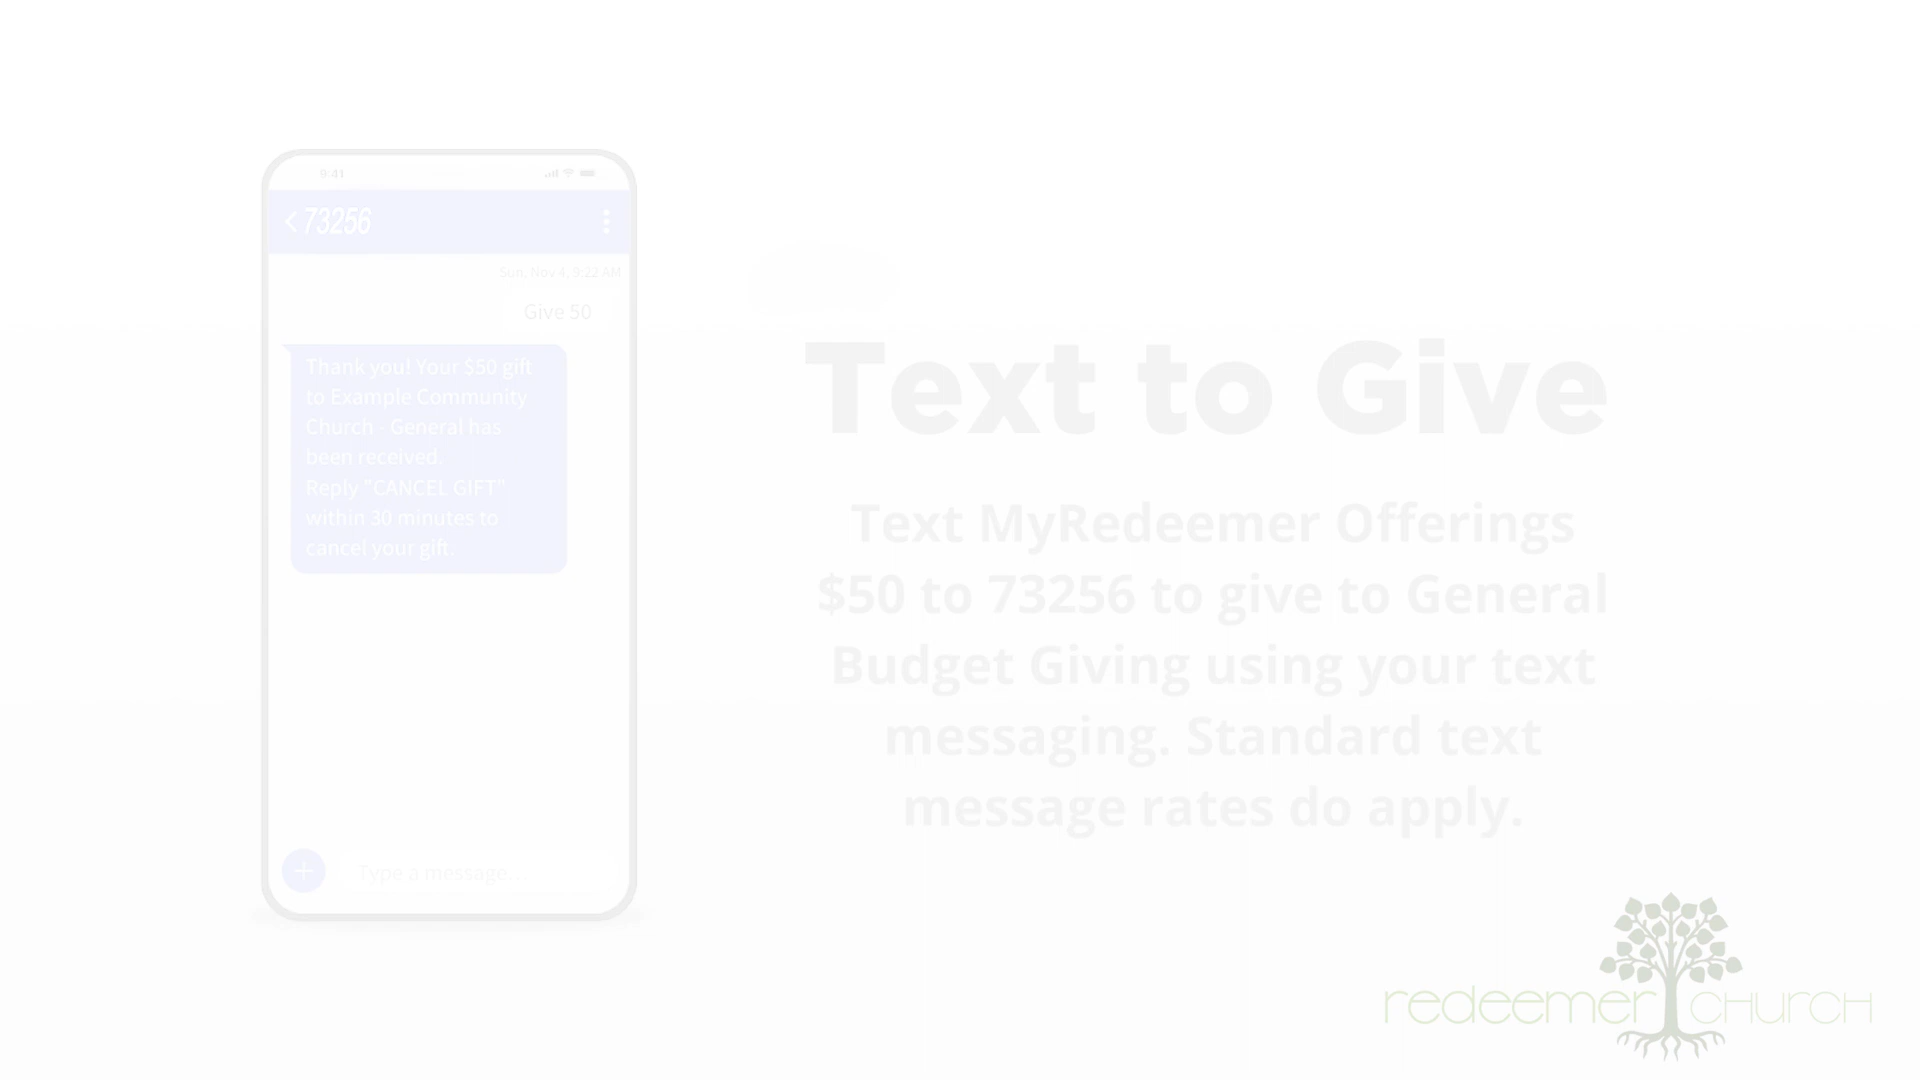 9:41
73256
Sun, Nov 4, 9:22 AM
Give 50
Thank you! Your $50 gift
to Example Community
Church - General has
been received.
Reply "CANCEL GIFT"
within 30 minutes to
cancel your gift.
Type a message...
Text to Give
Text MyRedeemer Offerings
$50 to 73256 to give to General
Budget Giving using your text
messaging. Standard text
message rates do apply.
redeemer CHURCH